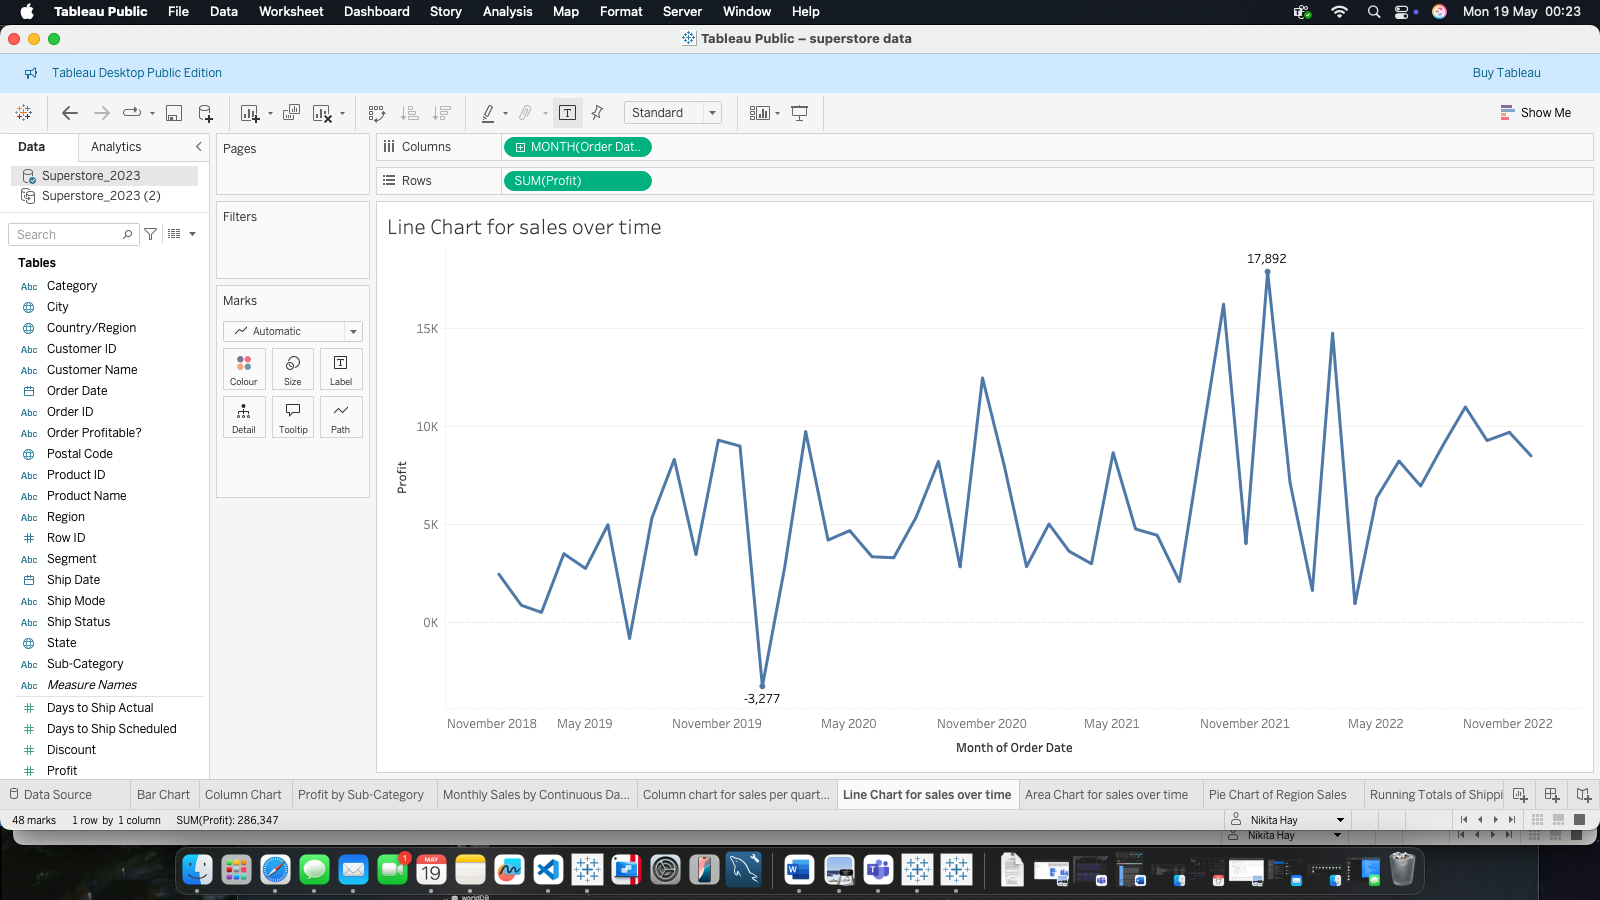 Tableau Public File Data Worksheet Dashboard Story Analysis Map Format Server Window Help Mon 19 May 00:23
Tableau Public – superstore data
Tableau Desktop Public Edition Buy Tableau
Standard Show Me
Data Analytics
Superstore_2023
Superstore_2023 (2)
Search
Tables
Abc Category
City
Country/Region
Abc Customer ID
Abc Customer Name
Order Date
Abc Order ID
Abc Order Profitable?
Postal Code
Abc Product ID
Abc Product Name
Abc Region
Row ID
Abc Segment
Ship Date
Abc Ship Mode
Abc Ship Status
State
Abc Sub-Category
Abc Measure Names
Days to Ship Actual
Days to Ship Scheduled
Discount
Profit
Pages
Filters
Marks
Automatic
Colour Size Label
Detail Tooltip Path
Columns MONTH(Order Dat..
Rows SUM(Profit)
Line Chart for sales over time
17,892
15K
10K
5K
0K
Profit
-3,277
November 2018 May 2019 November 2019 May 2020 November 2020 May 2021 November 2021 May 2022 November 2022
Month of Order Date
Data Source Bar Chart Column Chart Profit by Sub-Category Monthly Sales by Continuous Da... Column chart for sales per quart... Line Chart for sales over time Area Chart for sales over time Pie Chart of Region Sales Running Totals of Shippi
48 marks 1 row by 1 column SUM(Profit): 286,347 Nikita Hay
Nikita Hay
1
MAY
19
worldDB